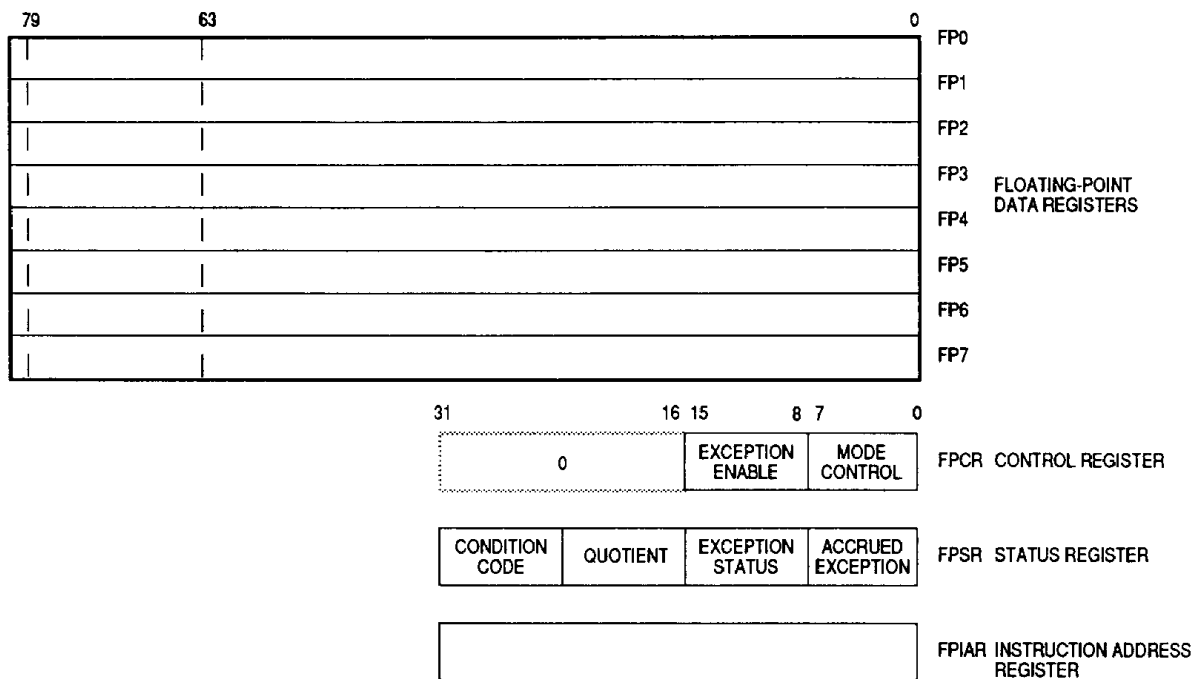 79 63 0
FP0
FP1
FP2
FP3
FLOATING-POINT
DATA REGISTERS
FP4
FP5
FP6
FP7
31 16 15 8 7 0
0
EXCEPTION
ENABLE
MODE
CONTROL
FPCR CONTROL REGISTER
CONDITION
CODE
QUOTIENT
EXCEPTION
STATUS
ACCRUED
EXCEPTION
FPSR STATUS REGISTER
FPIAR INSTRUCTION ADDRESS
REGISTER